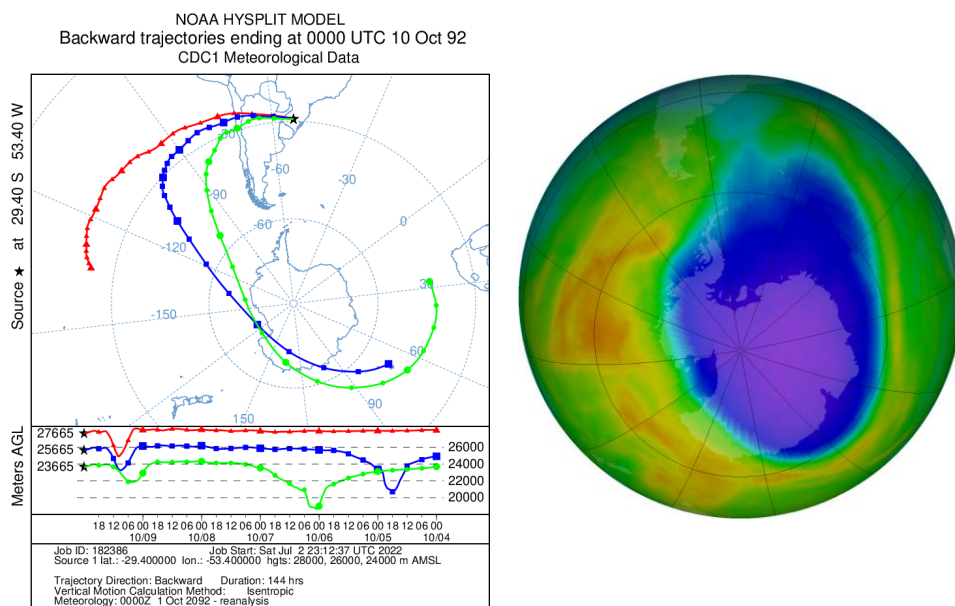 NOAA HYSPLIT MODEL
Backward trajectories ending at 0000 UTC 10 Oct 92
CDC1 Meteorological Data
Source ★ at 29.40 S 53.40 W
-30
-60
-30
-90
0
-60
-120
30
-150
-30
60
90
150
Meters AGL
27665
25665
23665
26000
24000
22000
20000
18 12 06 00 18 12 06 00 18 12 06 00 18 12 06 00 18 12 06 00 18 12 06 00
10/09 10/08 10/07 10/06 10/05 10/04
Job ID: 182386 Job Start: Sat Jul 2 23:12:37 UTC 2022
Source 1 lat.: -29.400000 lon.: -53.400000 hgts: 28000, 26000, 24000 m AMSL
Trajectory Direction: Backward Duration: 144 hrs
Vertical Motion Calculation Method: Isentropic
Meteorology: 0000Z 1 Oct 2092 - reanalysis